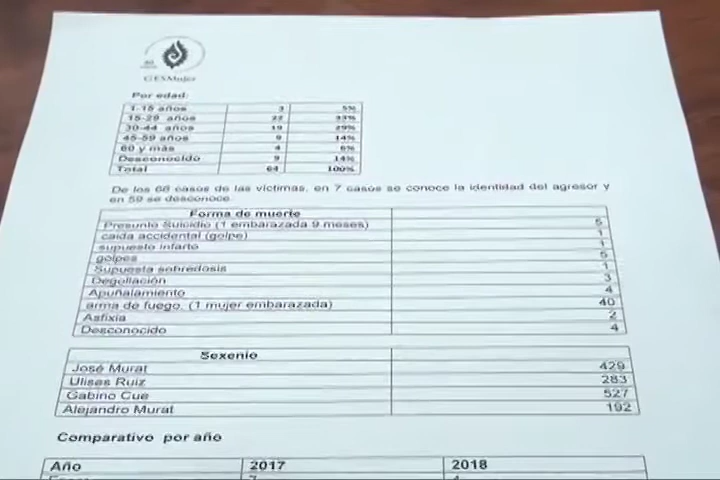 GESMujer
Por edad:
1-15 años 3 5%
15-29 años 22 33%
30-44 años 19 29%
45-59 años 9 14%
60 y más 4 6%
Desconocido 9 14%
Total 64 100%
De los 68 casos de las víctimas, en 7 casos se conoce la identidad del agresor y
en 59 se desconoce.
Forma de muerte
Presunto Suicidio (1 embarazada 9 meses) 5
caída accidental (golpe) 1
supuesto infarto 1
golpes 5
Supuesta sobredosis 1
Degollación 3
Apuñalamiento 4
arma de fuego. (1 mujer embarazada) 40
Asfixia 2
Desconocido 4
Sexenio
José Murat 429
Ulises Ruiz 283
Gabino Cue 527
Alejandro Murat 192
Comparativo por año
Año 2017 2018